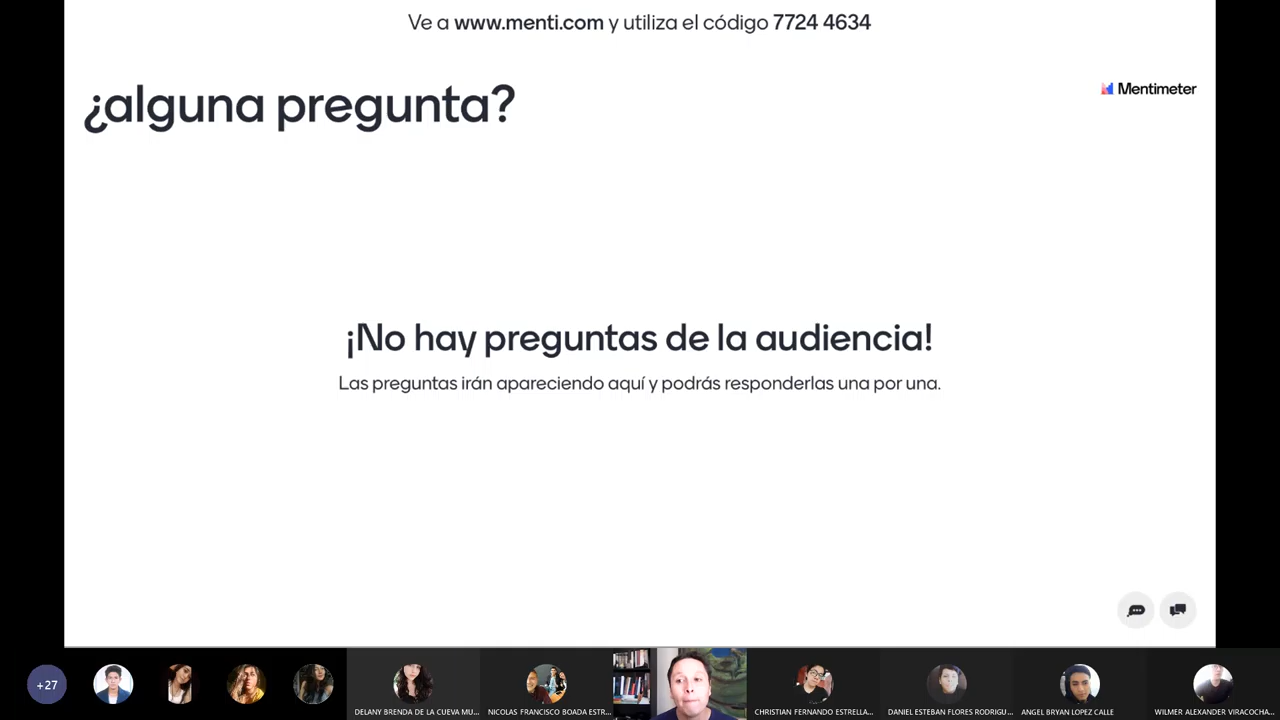 Ve a www.menti.com y utiliza el código 7724 4634
¿alguna pregunta?
Mentimeter
¡No hay preguntas de la audiencia!
Las preguntas irán apareciendo aquí y podrás responderlas una por una.
+27
DELANY BRENDA DE LA CUEVA MU...
NICOLAS FRANCISCO BOADA ESTR...
CHRISTIAN FERNANDO ESTRELLA...
DANIEL ESTEBAN FLORES RODRIGU...
ANGEL BRYAN LOPEZ CALLE
WILMER ALEXANDER VIRACOCHA...